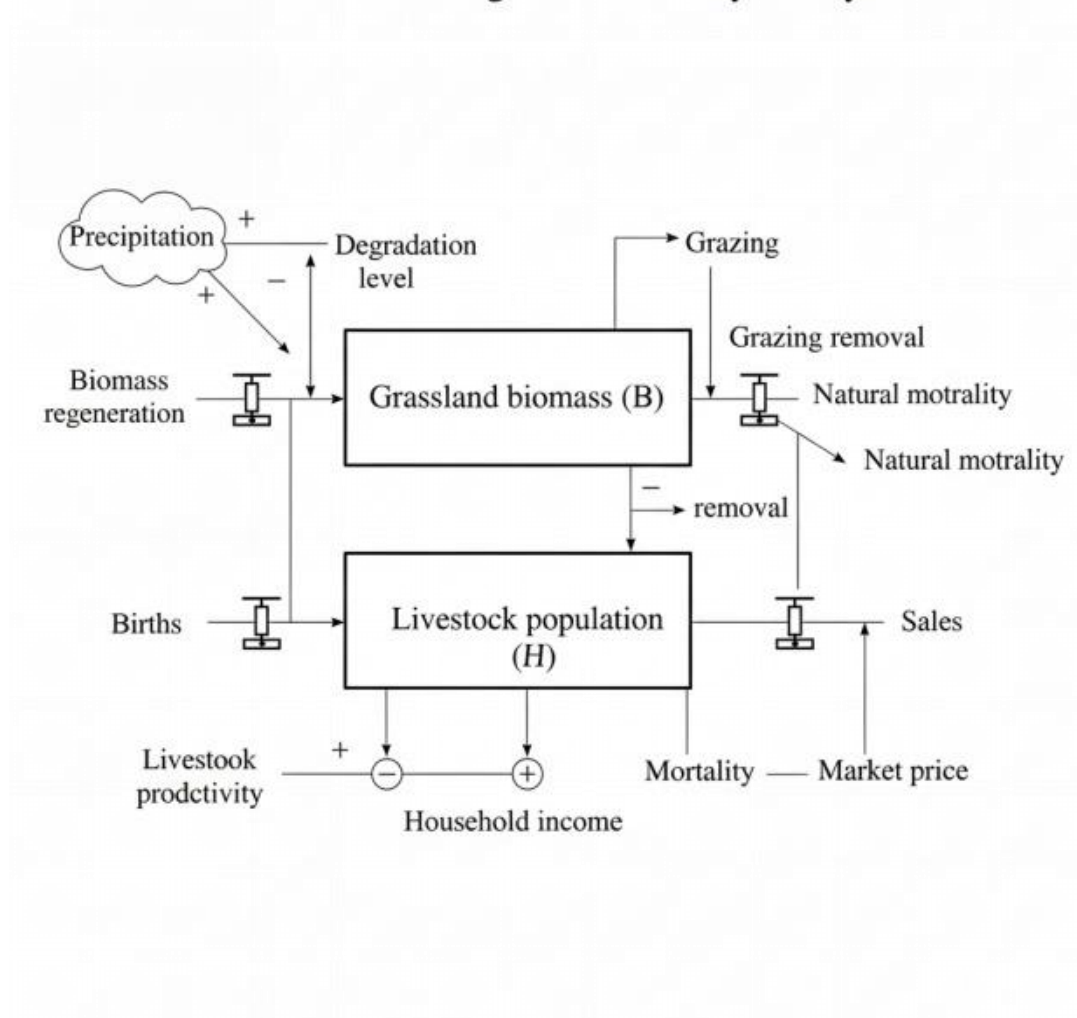 Precipitation
+
Degradation
level
−
+
Grazing
Grazing removal
Biomass
regeneration
Grassland biomass (B)
Natural motrality
Natural motrality
−
removal
Births
Livestock population
(H)
Sales
Livestook
prodctivity
+
−
+
Household income
Mortality
Market price